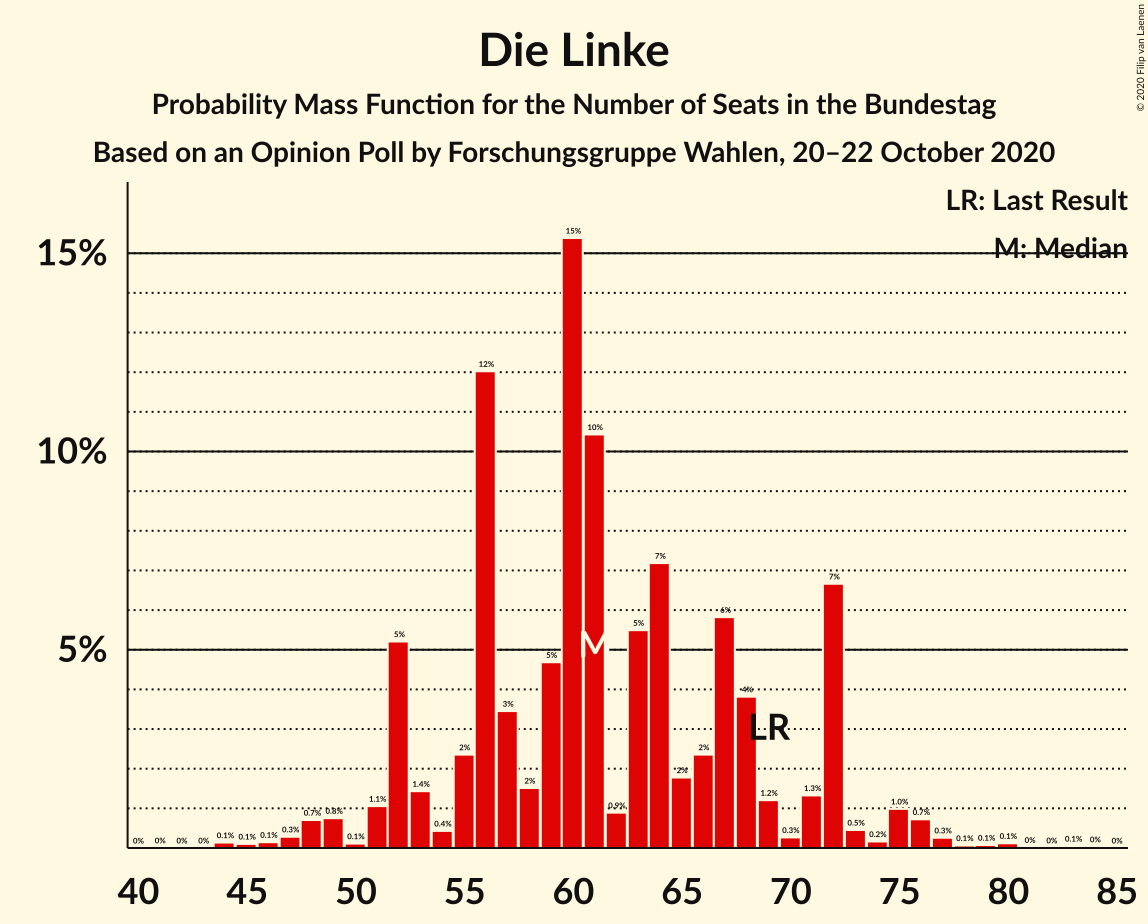 Die Linke
Probability Mass Function for the Number of Seats in the Bundestag
Based on an Opinion Poll by Forschungsgruppe Wahlen, 20–22 October 2020
© 2020 Filip van Laenen
LR: Last Result
M: Median
15%
10%
5%
0% 0% 0% 0% 0.1% 0.1% 0.1% 0.3% 0.7% 0.8% 0.1% 1.1% 5% 1.4% 0.4% 2% 12% 3% 2% 5% 15% 10% 0.9% 5% 7% 2% 2% 6% 4% 1.2% 0.3% 1.3% 7% 0.5% 0.2% 1.0% 0.7% 0.3% 0.1% 0.1% 0.1% 0% 0% 0.1% 0% 0%
M
LR
40 45 50 55 60 65 70 75 80 85